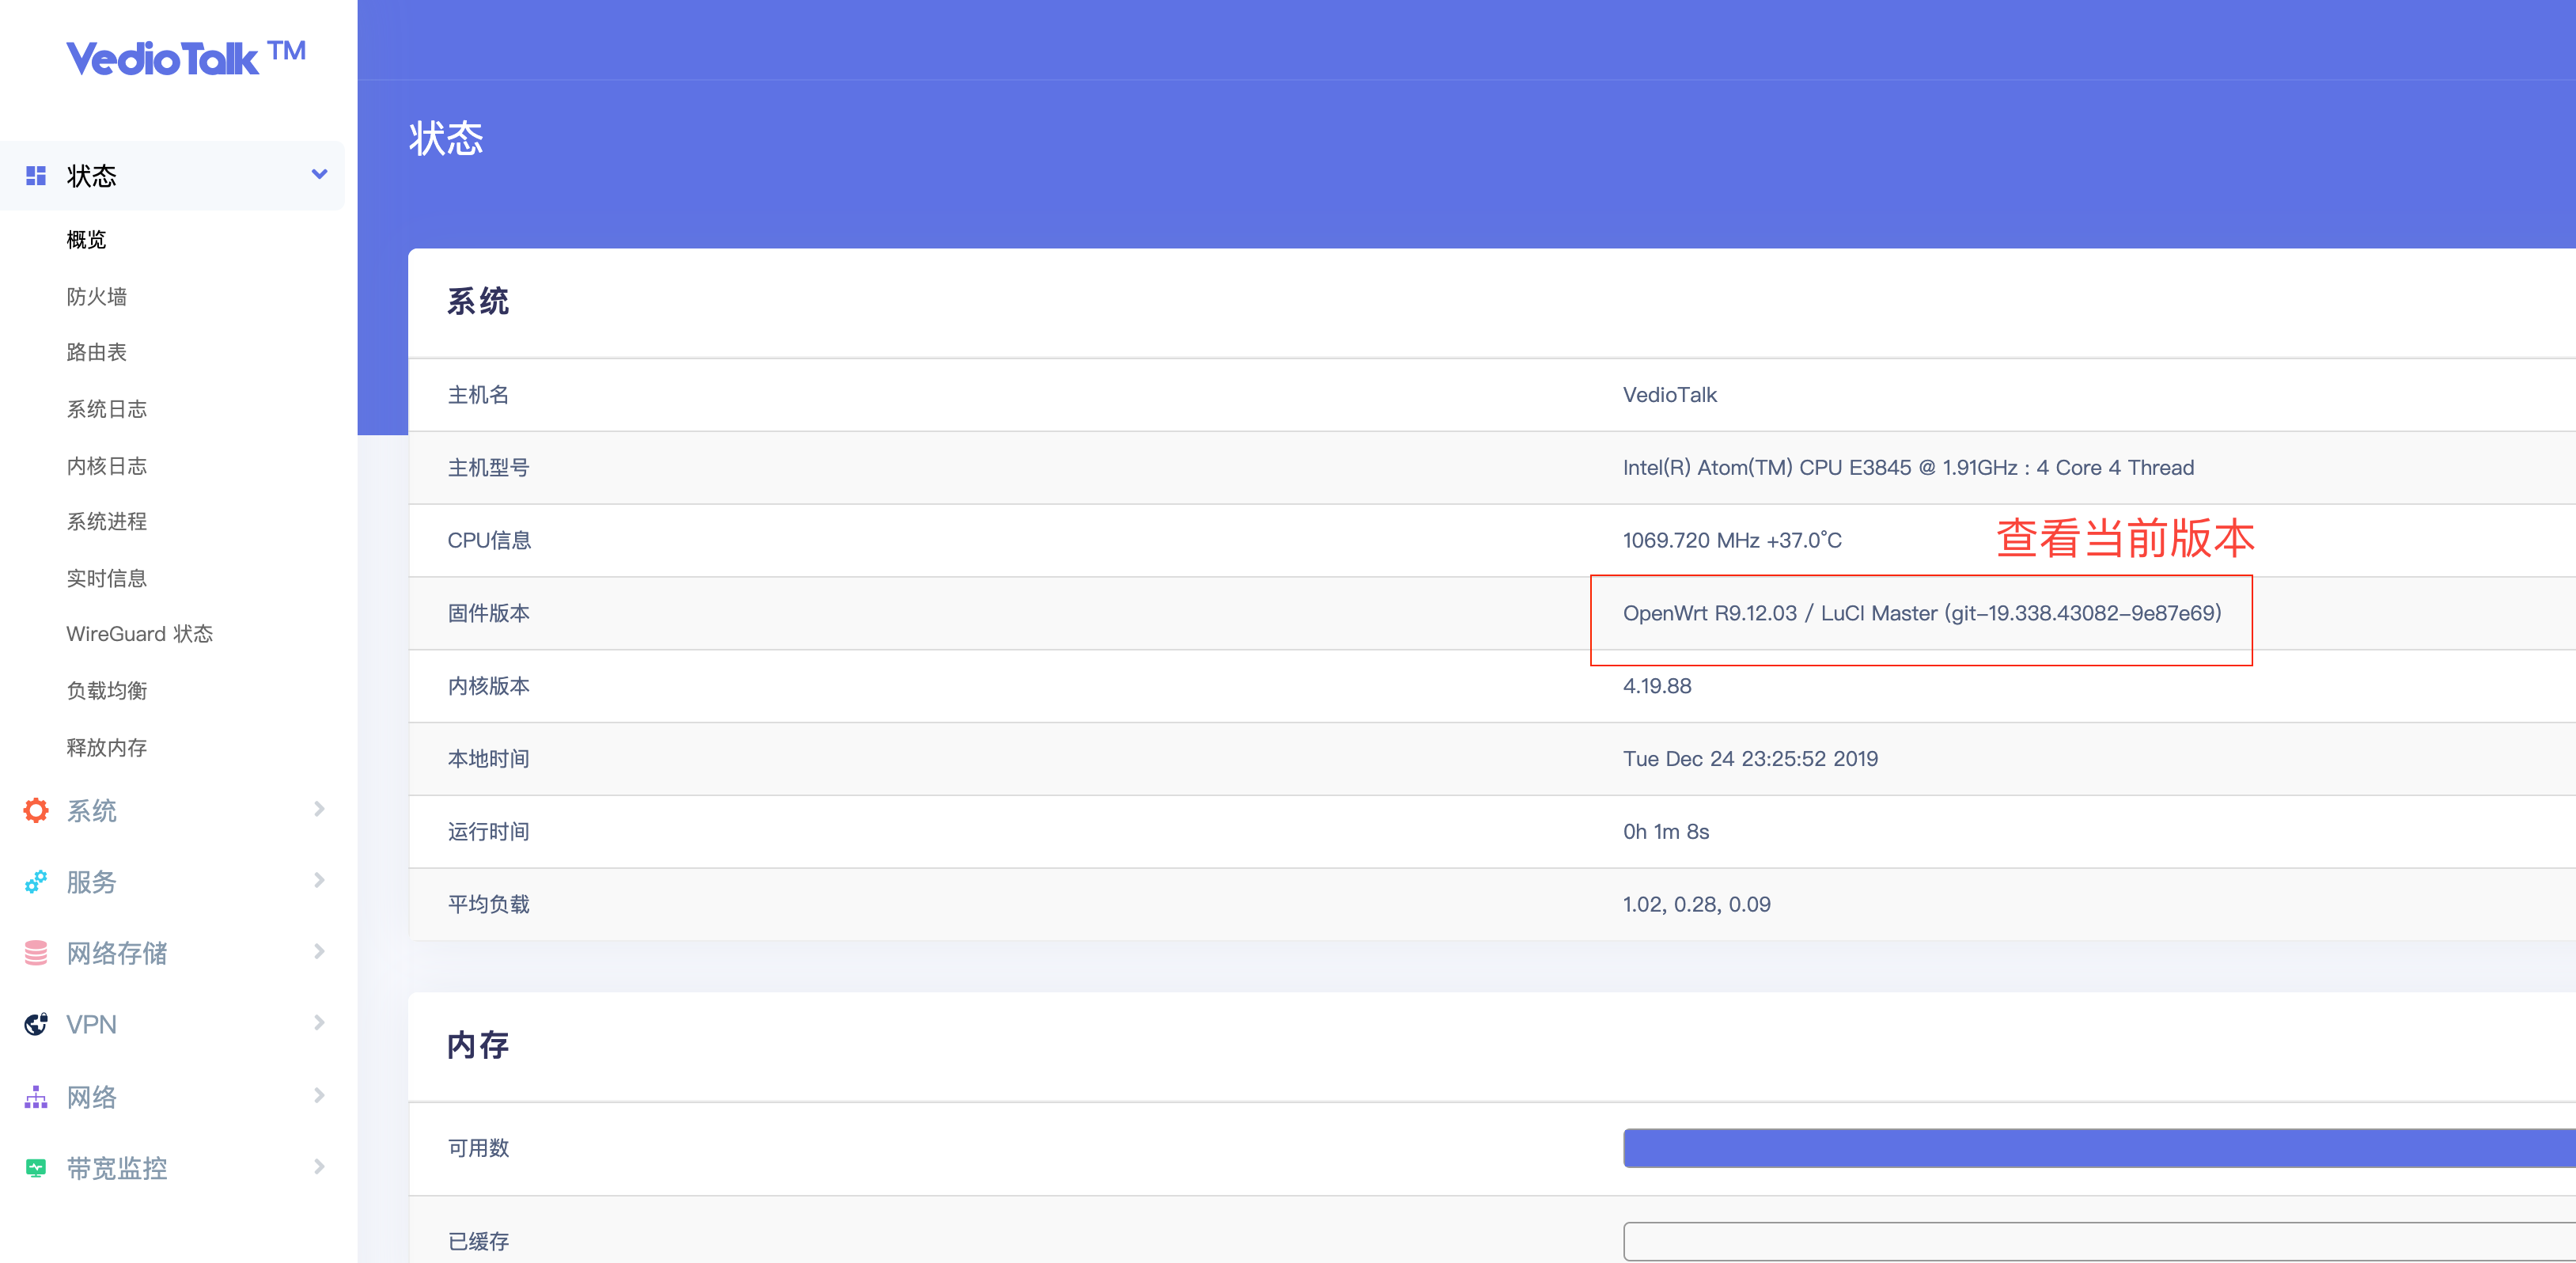 VedioTalk TM
状态
概览
防火墙
路由表
系统日志
内核日志
系统进程
实时信息
WireGuard 状态
负载均衡
释放内存
系统
服务
网络存储
VPN
网络
带宽监控
状态
系统
主机名 VedioTalk
主机型号 Intel(R) Atom(TM) CPU E3845 @ 1.91GHz : 4 Core 4 Thread
CPU信息 1069.720 MHz +37.0°C
查看当前版本
固件版本 OpenWrt R9.12.03 / LuCI Master (git-19.338.43082-9e87e69)
内核版本 4.19.88
本地时间 Tue Dec 24 23:25:52 2019
运行时间 0h 1m 8s
平均负载 1.02, 0.28, 0.09
内存
可用数
已缓存